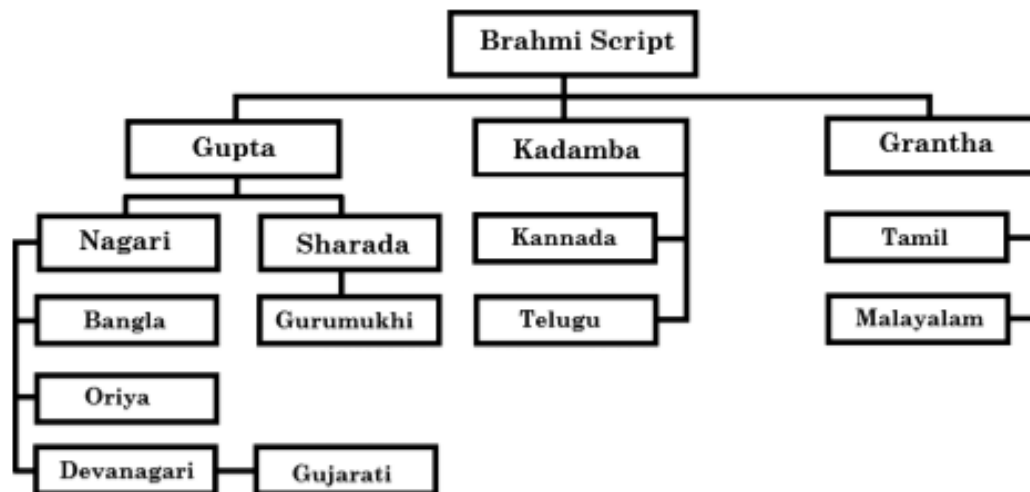 Brahmi Script
Gupta
Kadamba
Grantha
Nagari
Sharada
Kannada
Tamil
Bangla
Gurumukhi
Telugu
Malayalam
Oriya
Devanagari
Gujarati